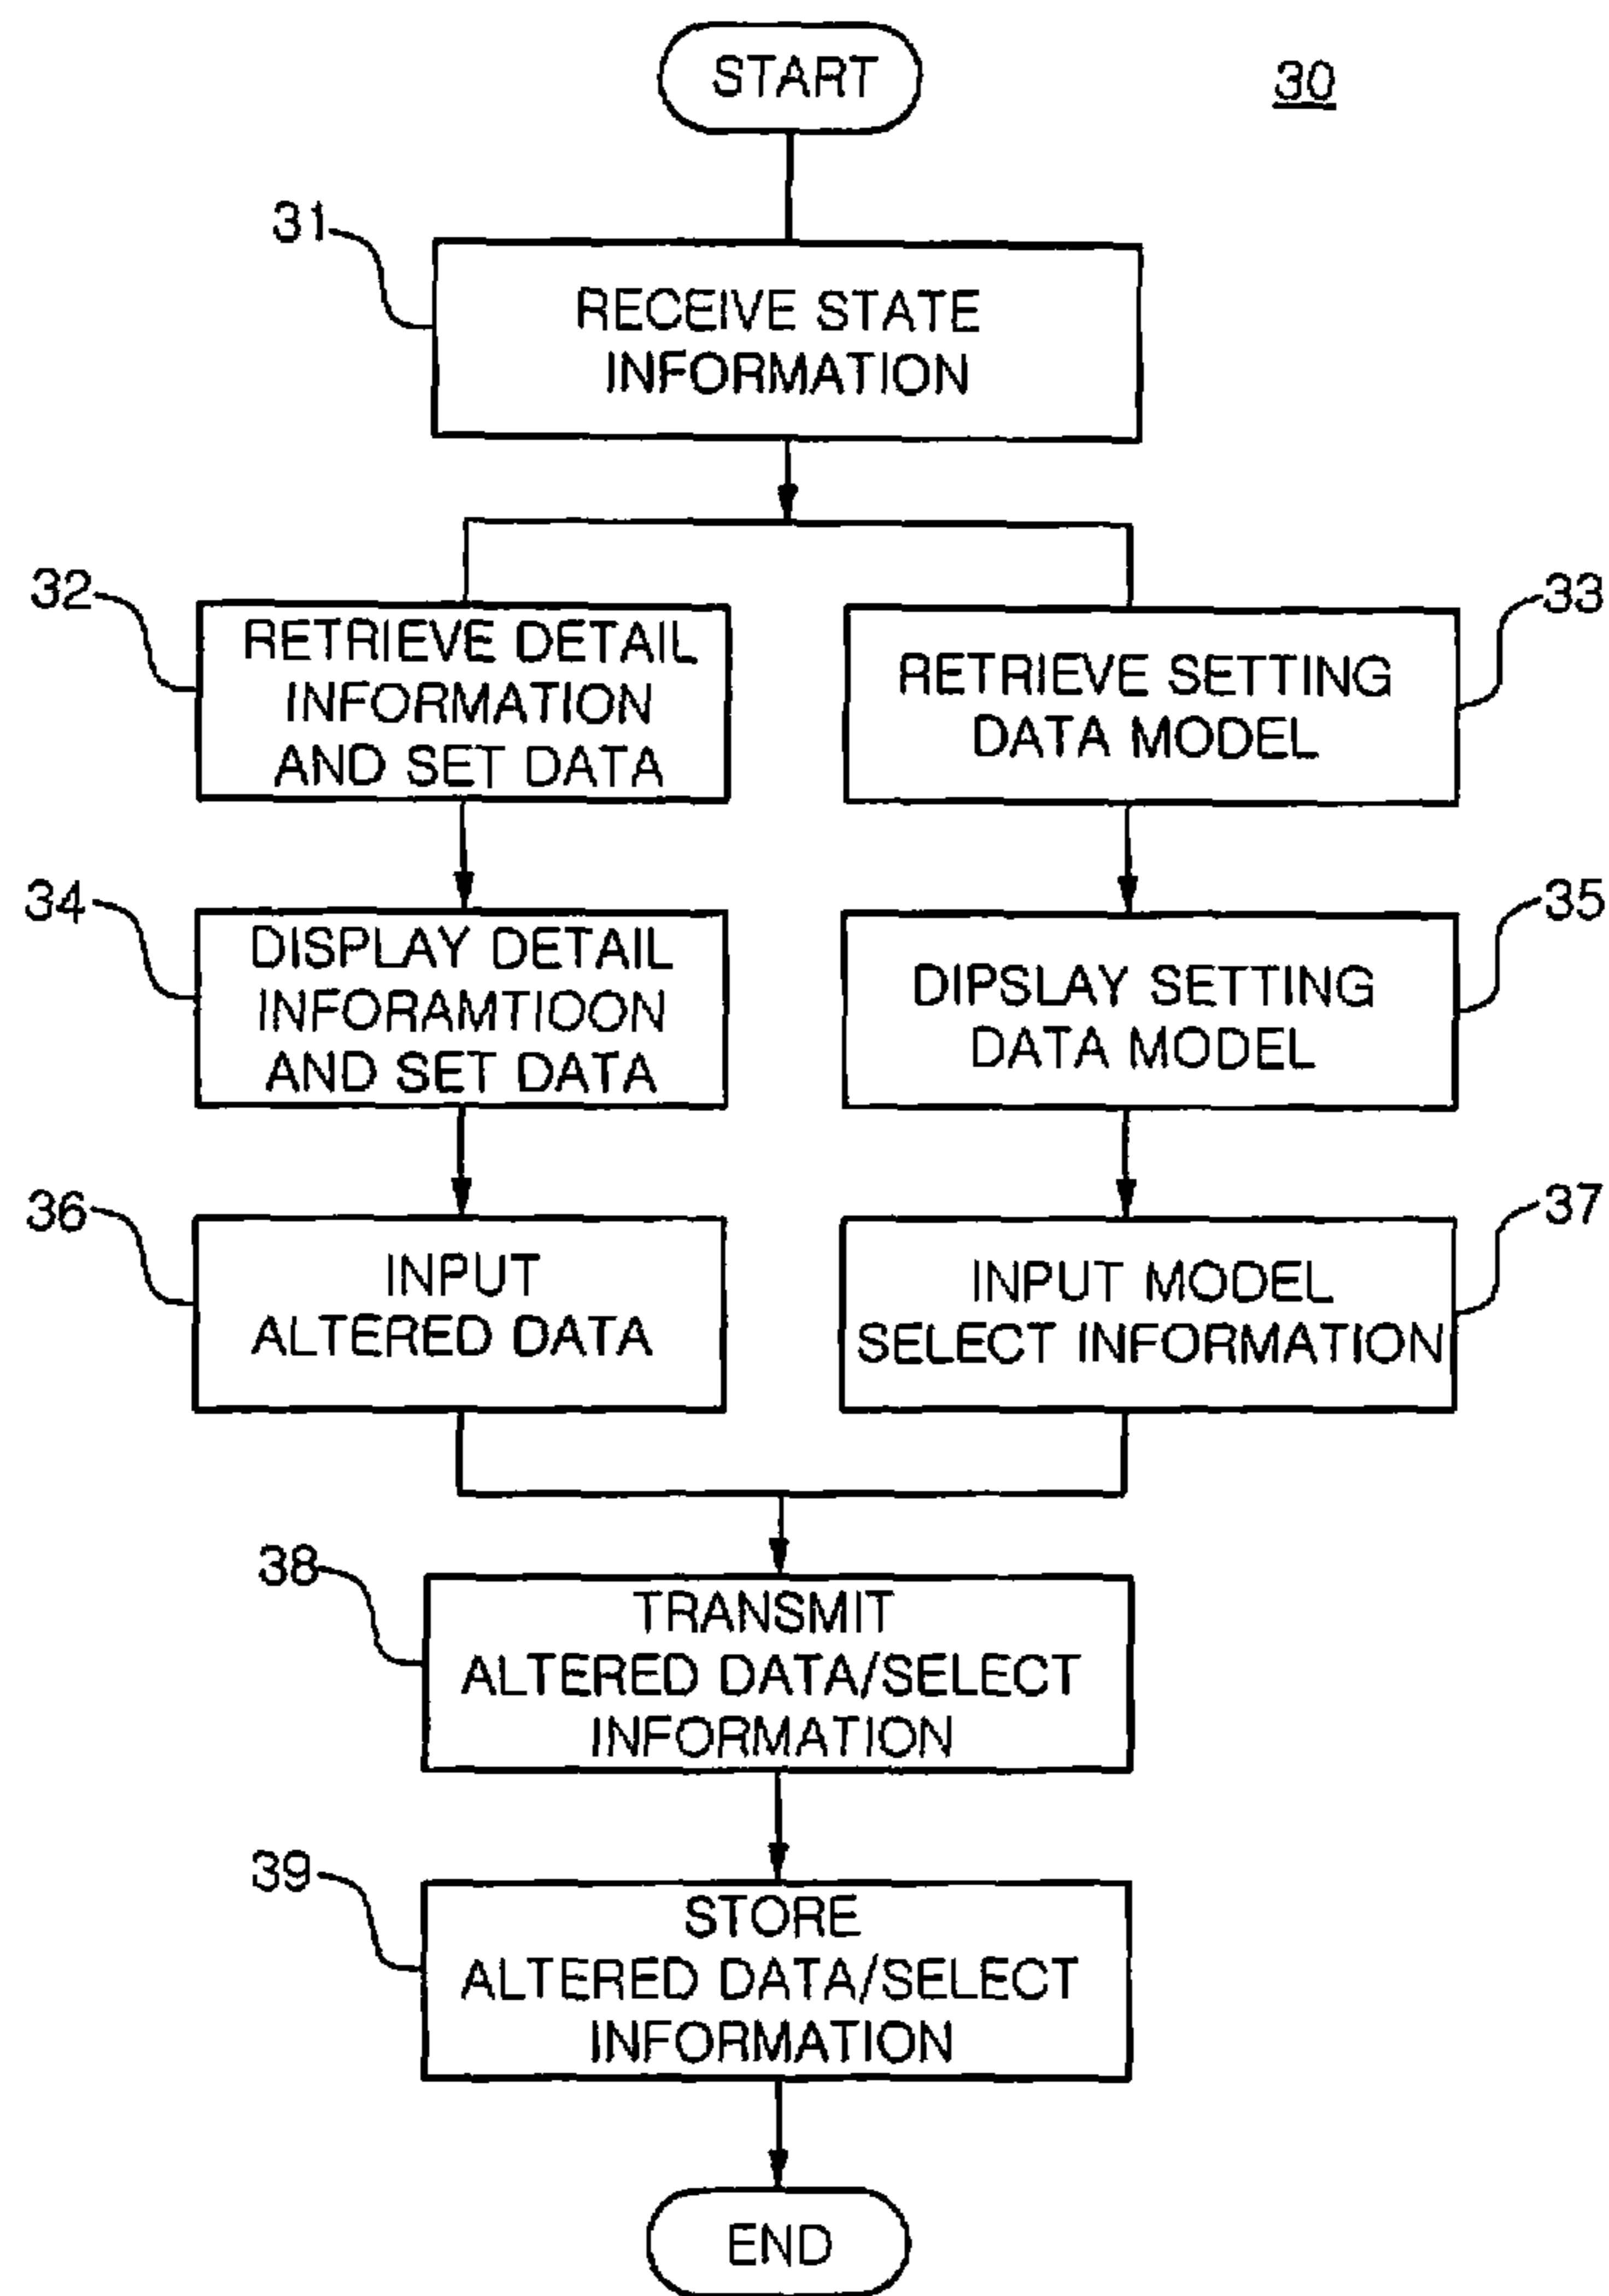 START
30
31
RECEIVE STATE
INFORMATION
32
RETRIEVE DETAIL
INFORMATION
AND SET DATA
33
RETRIEVE SETTING
DATA MODEL
34
DISPLAY DETAIL
INFORAMTIOON
AND SET DATA
35
DIPSLAY SETTING
DATA MODEL
36
INPUT
ALTERED DATA
37
INPUT MODEL
SELECT INFORMATION
38
TRANSMIT
ALTERED DATA/SELECT
INFORMATION
39
STORE
ALTERED DATA/SELECT
INFORMATION
END